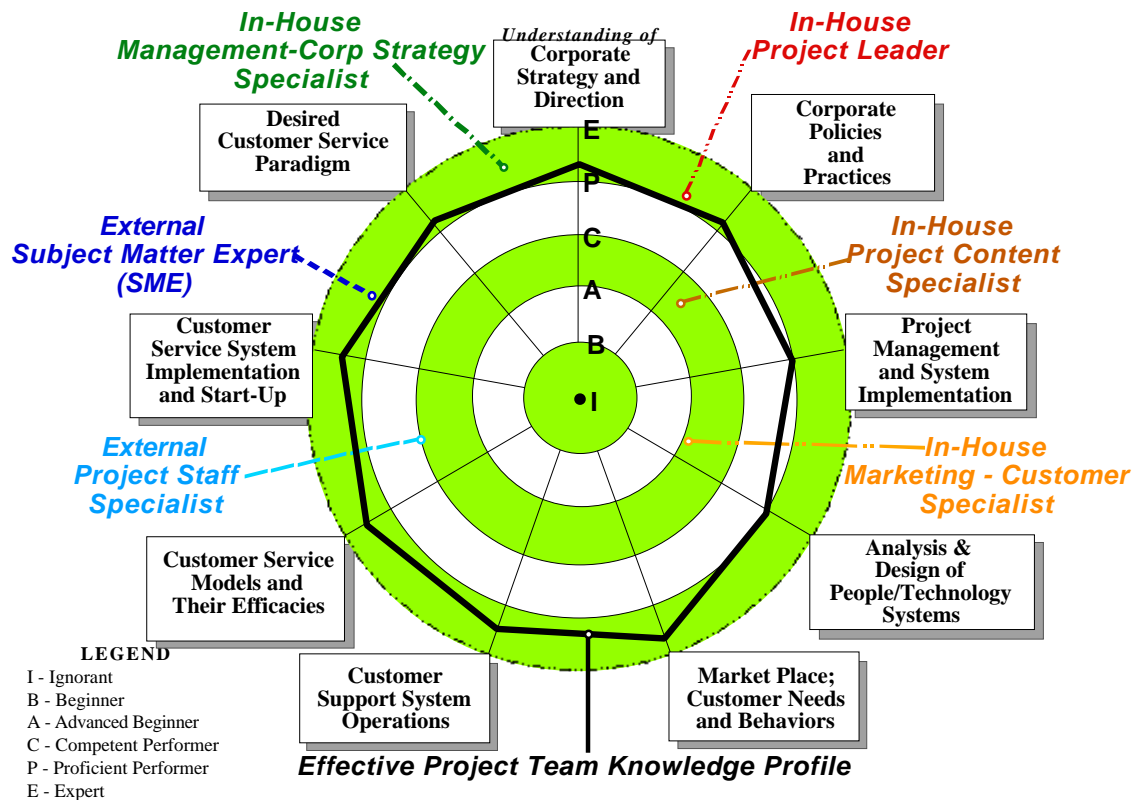 In-House
Management-Corp Strategy
Specialist
Understanding of
Corporate
Strategy and
Direction
In-House
Project Leader
Desired
Customer Service
Paradigm
Corporate
Policies
and
Practices
E
P
C
A
B
I
External
Subject Matter Expert
(SME)
In-House
Project Content
Specialist
Customer
Service System
Implementation
and Start-Up
Project
Management
and System
Implementation
External
Project Staff
Specialist
In-House
Marketing - Customer
Specialist
Customer Service
Models and
Their Efficacies
Analysis &
Design of
People/Technology
Systems
Customer
Support System
Operations
Market Place;
Customer Needs
and Behaviors
LEGEND
I - Ignorant
B - Beginner
A - Advanced Beginner
C - Competent Performer
P - Proficient Performer
E - Expert
Effective Project Team Knowledge Profile